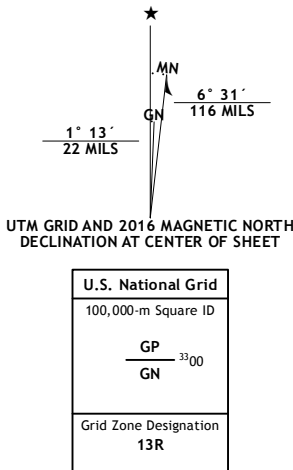 ★
MN
GN
6° 31´
116 MILS
1° 13´
22 MILS
UTM GRID AND 2016 MAGNETIC NORTH
DECLINATION AT CENTER OF SHEET
U.S. National Grid
100,000-m Square ID
GP
3300
GN
Grid Zone Designation
13R